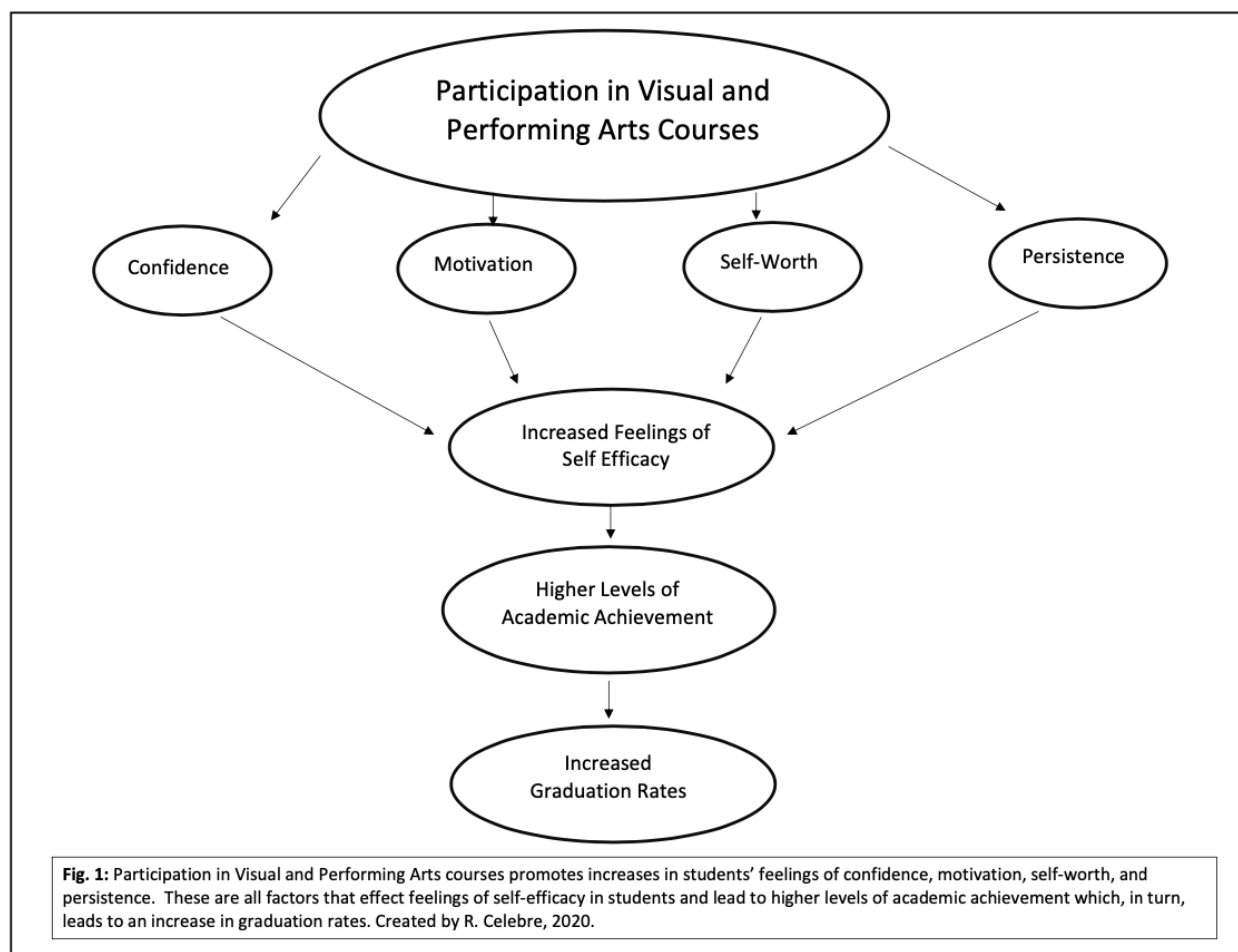 Participation in Visual and
Performing Arts Courses
Confidence
Motivation
Self-Worth
Persistence
Increased Feelings of
Self Efficacy
Higher Levels of
Academic Achievement
Increased
Graduation Rates
Fig. 1: Participation in Visual and Performing Arts courses promotes increases in students’ feelings of confidence, motivation, self-worth, and
persistence.  These are all factors that effect feelings of self-efficacy in students and lead to higher levels of academic achievement which, in turn,
leads to an increase in graduation rates. Created by R. Celebre, 2020.